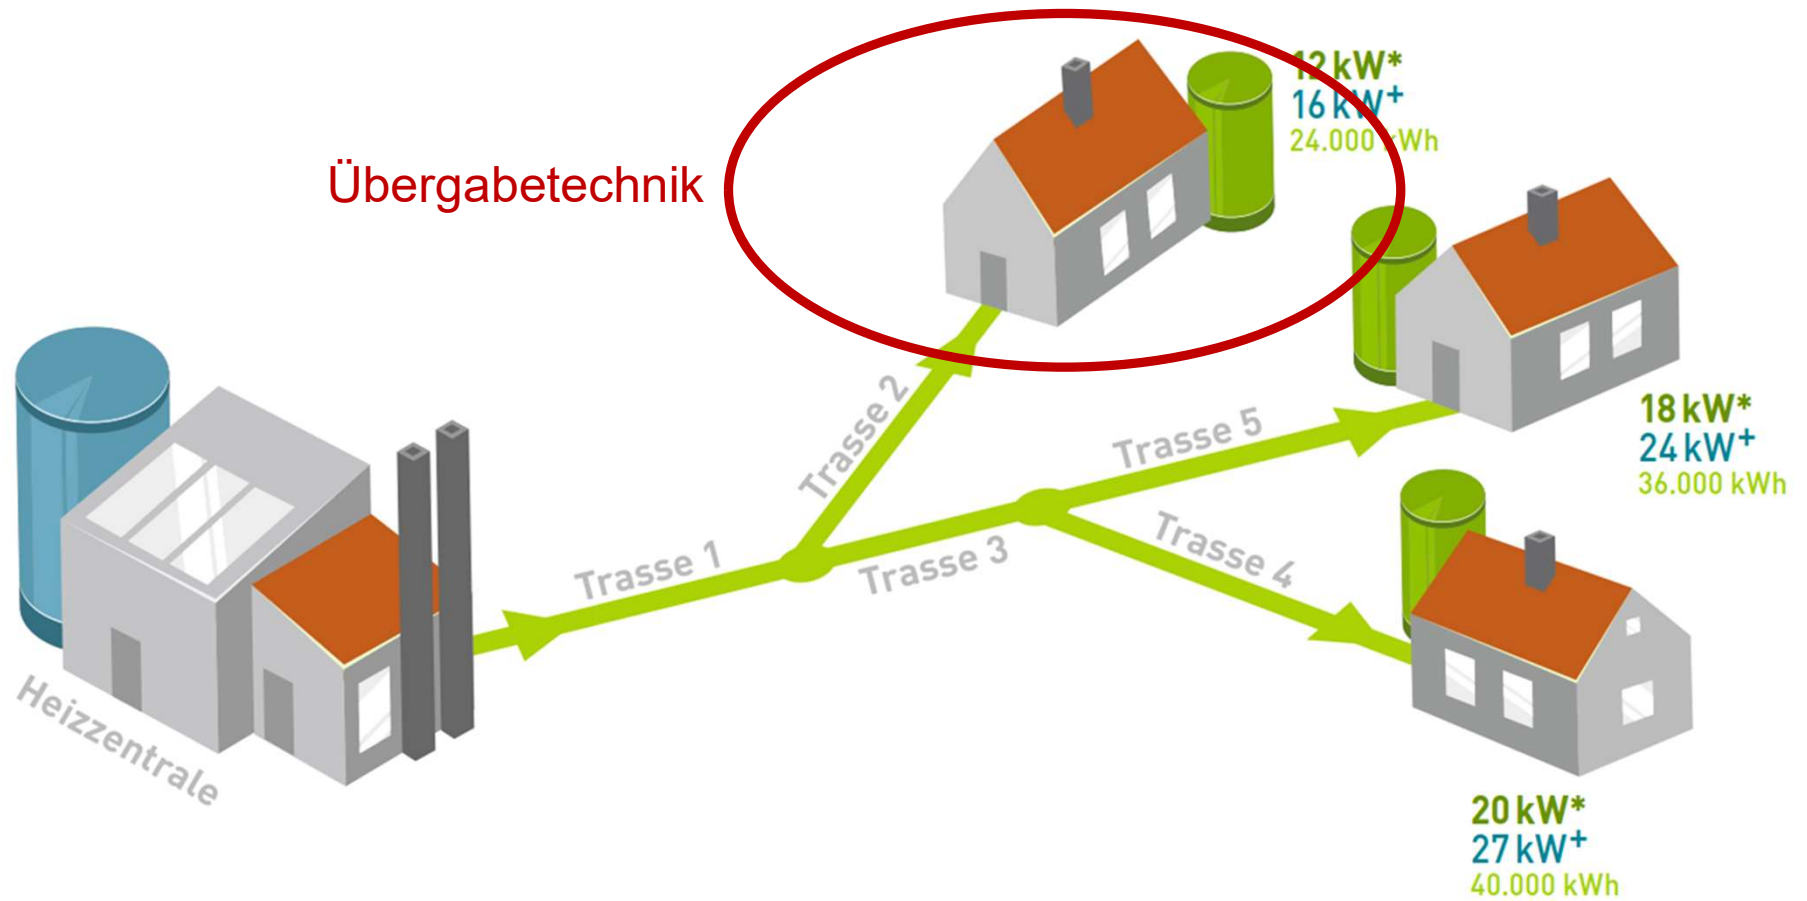 12 kW*
16 kW+
24.000 kWh
Übergabetechnik
18 kW*
24 kW+
36.000 kWh
Trasse 2
Trasse 5
Trasse 1
Trasse 3
Trasse 4
Heizzentrale
20 kW*
27 kW+
40.000 kWh